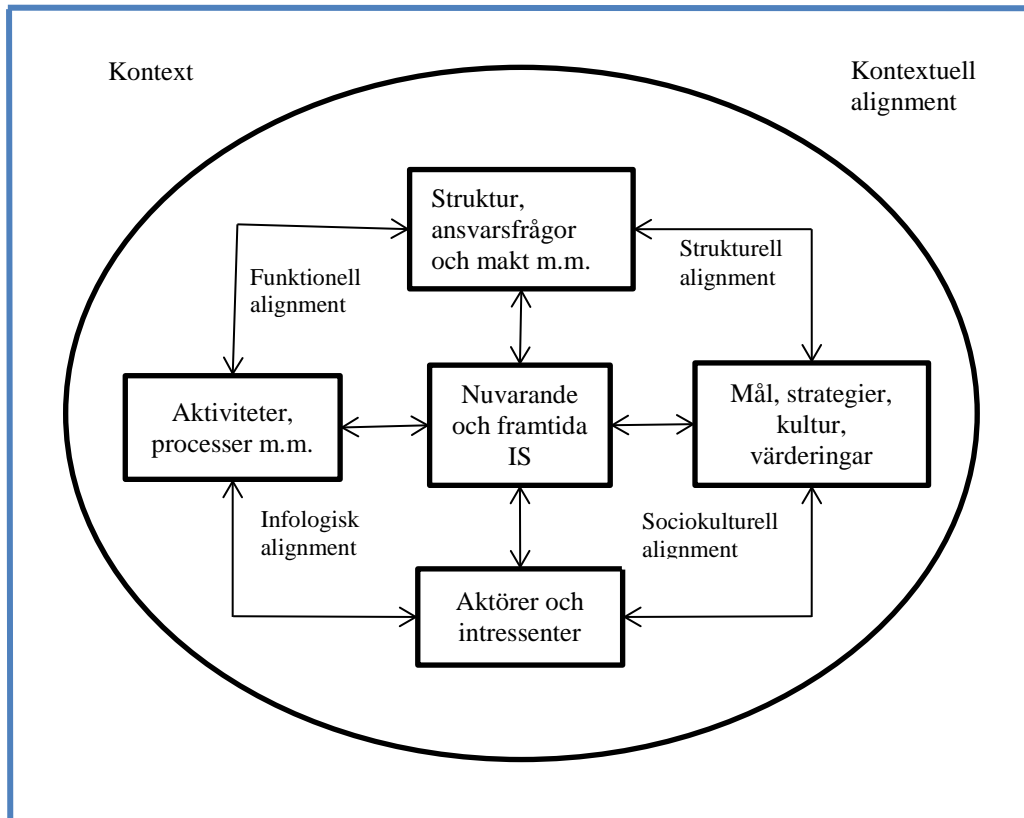 Kontext
Kontextuell
alignment
Struktur,
ansvarsfrågor
och makt m.m.
Funktionell
alignment
Strukturell
alignment
Aktiviteter,
processer m.m.
Nuvarande
och framtida
IS
Mål, strategier,
kultur,
värderingar
Infologisk
alignment
Sociokulturell
alignment
Aktörer och
intressenter